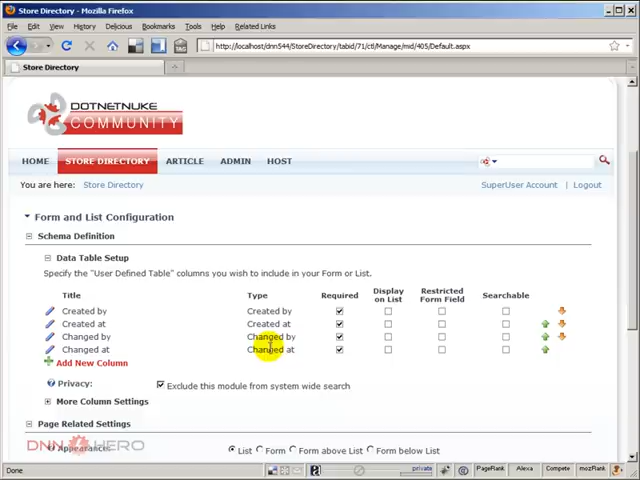 Store Directory - Mozilla Firefox
File Edit View History Delicious Bookmarks Tools Help Related Links
TAG http://localhost/dnn544/StoreDirectory/tabid/71/ctl/Manage/mid/405/Default.aspx
Store Directory
DOTNETNUKE
COMMUNITY
HOME STORE DIRECTORY ARTICLE ADMIN HOST
You are here: Store Directory SuperUser Account | Logout
Form and List Configuration
Schema Definition
Data Table Setup
Specify the "User Defined Table" columns you wish to include in your Form or List.
Title Type Required Display on List Restricted Form Field Searchable
Created by Created by
Created at Created at
Changed by Changed by
Changed at Changed at
Add New Column
Privacy: Exclude this module from system wide search
More Column Settings
Page Related Settings
DNN HERO
Appearance: List Form Form above List Form below List
Done private PageRank Alexa Compete mozRank